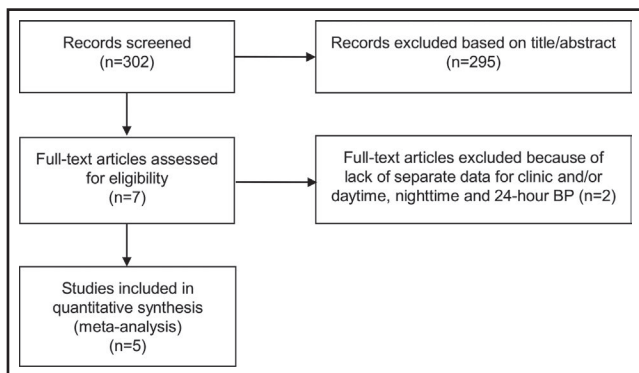 Records screened
(n=302)
Records excluded based on title/abstract
(n=295)
Full-text articles assessed
for eligibility
(n=7)
Full-text articles excluded because of
lack of separate data for clinic and/or
daytime, nighttime and 24-hour BP (n=2)
Studies included in
quantitative synthesis
(meta-analysis)
(n=5)